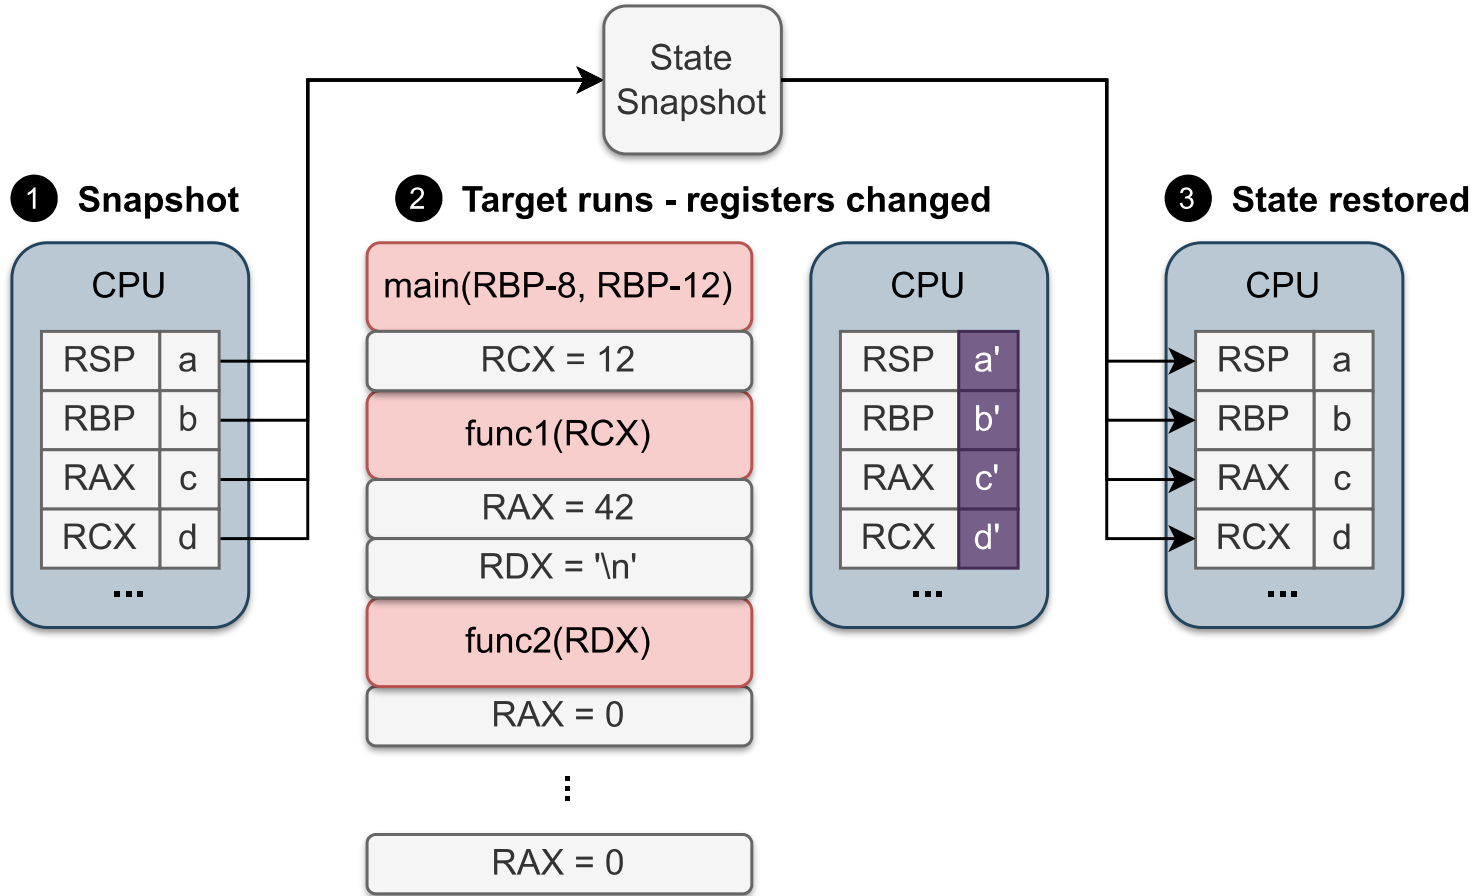 State
Snapshot
1 Snapshot
2 Target runs - registers changed
3 State restored
CPU
RSP a
RBP b
RAX c
RCX d
...
main(RBP-8, RBP-12)
RCX = 12
func1(RCX)
RAX = 42
RDX = '\n'
func2(RDX)
RAX = 0
...
RAX = 0
CPU
RSP a'
RBP b'
RAX c'
RCX d'
...
CPU
RSP a
RBP b
RAX c
RCX d
...